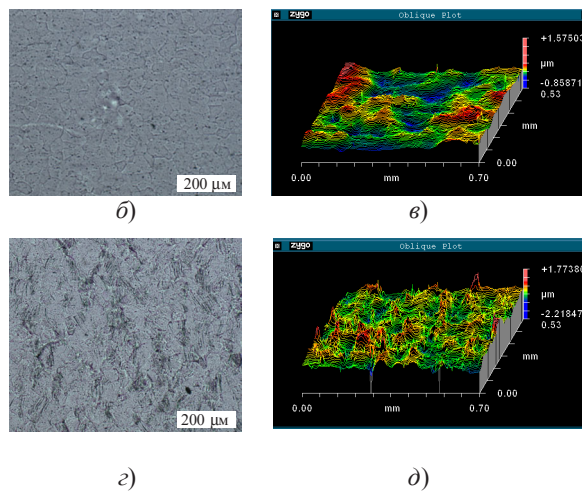 zygo Oblique Plot
+1.57503
µm
-0.85871
0.53
mm
0.00
0.00 mm 0.70
200 µм
б) в)
zygo Oblique Plot
+1.77380
µm
-2.21847
0.53
mm
0.00
0.00 mm 0.70
200 µм
г) д)